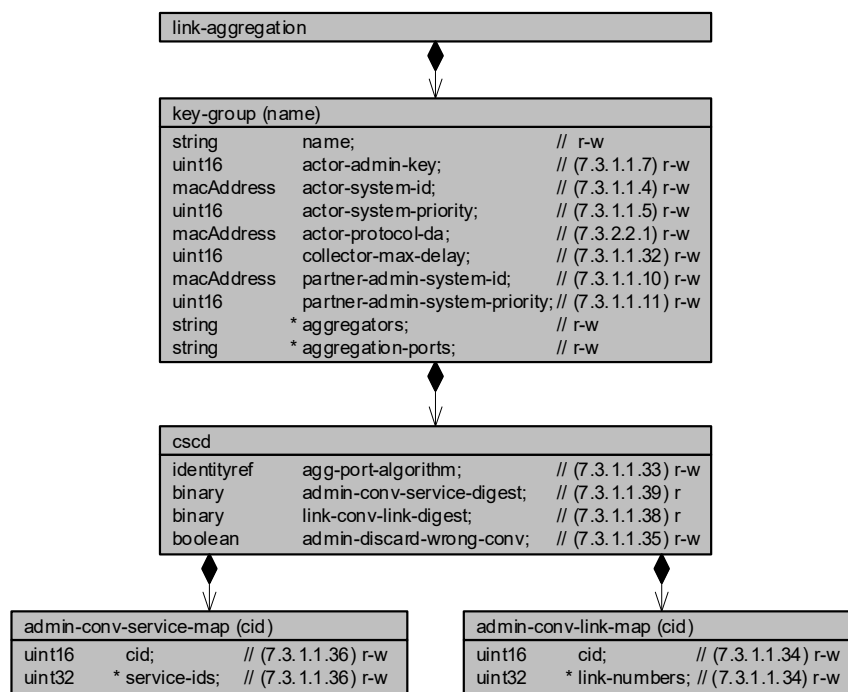 link-aggregation
key-group (name)
string name; // r-w
uint16 actor-admin-key; // (7.3.1.1.7) r-w
macAddress actor-system-id; // (7.3.1.1.4) r-w
uint16 actor-system-priority; // (7.3.1.1.5) r-w
macAddress actor-protocol-da; // (7.3.2.2.1) r-w
uint16 collector-max-delay; // (7.3.1.1.32) r-w
macAddress partner-admin-system-id; // (7.3.1.1.10) r-w
uint16 partner-admin-system-priority; // (7.3.1.1.11) r-w
string * aggregators; // r-w
string * aggregation-ports; // r-w
cscd
identityref agg-port-algorithm; // (7.3.1.1.33) r-w
binary admin-conv-service-digest; // (7.3.1.1.39) r
binary link-conv-link-digest; // (7.3.1.1.38) r
boolean admin-discard-wrong-conv; // (7.3.1.1.35) r-w
admin-conv-service-map (cid)
uint16 cid; // (7.3.1.1.36) r-w
uint32 * service-ids; // (7.3.1.1.36) r-w
admin-conv-link-map (cid)
uint16 cid; // (7.3.1.1.34) r-w
uint32 * link-numbers; // (7.3.1.1.34) r-w